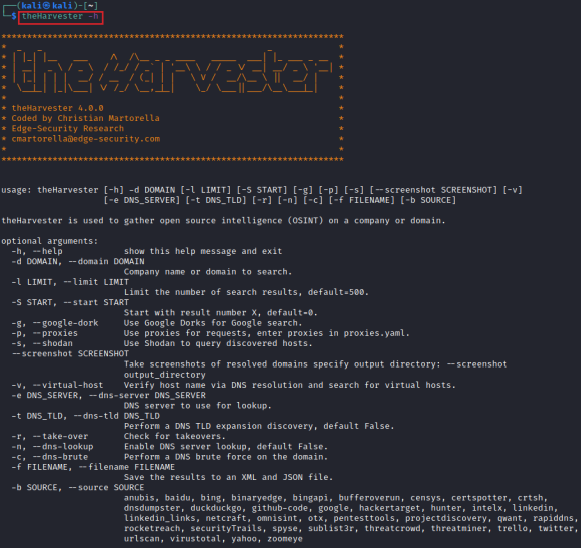 (kali㉿kali)-[~]
$ theHarvester -h
*******************************************************************
* theHarvester 4.0.0 *
* Coded by Christian Martorella *
* Edge-Security Research *
* cmartorella@edge-security.com *
*******************************************************************
usage: theHarvester [-h] -d DOMAIN [-l LIMIT] [-S START] [-g] [-p] [-s] [--screenshot SCREENSHOT] [-v]
[-e DNS_SERVER] [-t DNS_TLD] [-r] [-n] [-c] [-f FILENAME] [-b SOURCE]
theHarvester is used to gather open source intelligence (OSINT) on a company or domain.
optional arguments:
-h, --help show this help message and exit
-d DOMAIN, --domain DOMAIN
Company name or domain to search.
-l LIMIT, --limit LIMIT
Limit the number of search results, default=500.
-S START, --start START
Start with result number X, default=0.
-g, --google-dork Use Google Dorks for Google search.
-p, --proxies Use proxies for requests, enter proxies in proxies.yaml.
-s, --shodan Use Shodan to query discovered hosts.
--screenshot SCREENSHOT
Take screenshots of resolved domains specify output directory: --screenshot
output_directory
-v, --virtual-host Verify host name via DNS resolution and search for virtual hosts.
-e DNS_SERVER, --dns-server DNS_SERVER
DNS server to use for lookup.
-t DNS_TLD, --dns-tld DNS_TLD
Perform a DNS TLD expansion discovery, default False.
-r, --take-over Check for takeovers.
-n, --dns-lookup Enable DNS server lookup, default False.
-c, --dns-brute Perform a DNS brute force on the domain.
-f FILENAME, --filename FILENAME
Save the results to an XML and JSON file.
-b SOURCE, --source SOURCE
anubis, baidu, bing, binaryedge, bingapi, bufferoverun, censys, certspotter, crtsh,
dnsdumpster, duckduckgo, github-code, google, hackertarget, hunter, intelx, linkedin,
linkedin_links, netcraft, omnisint, otx, pentesttools, projectdiscovery, qwant, rapiddns,
rocketreach, securityTrails, spyse, sublist3r, threatcrowd, threatminer, trello, twitter,
urlscan, virustotal, yahoo, zoomeye